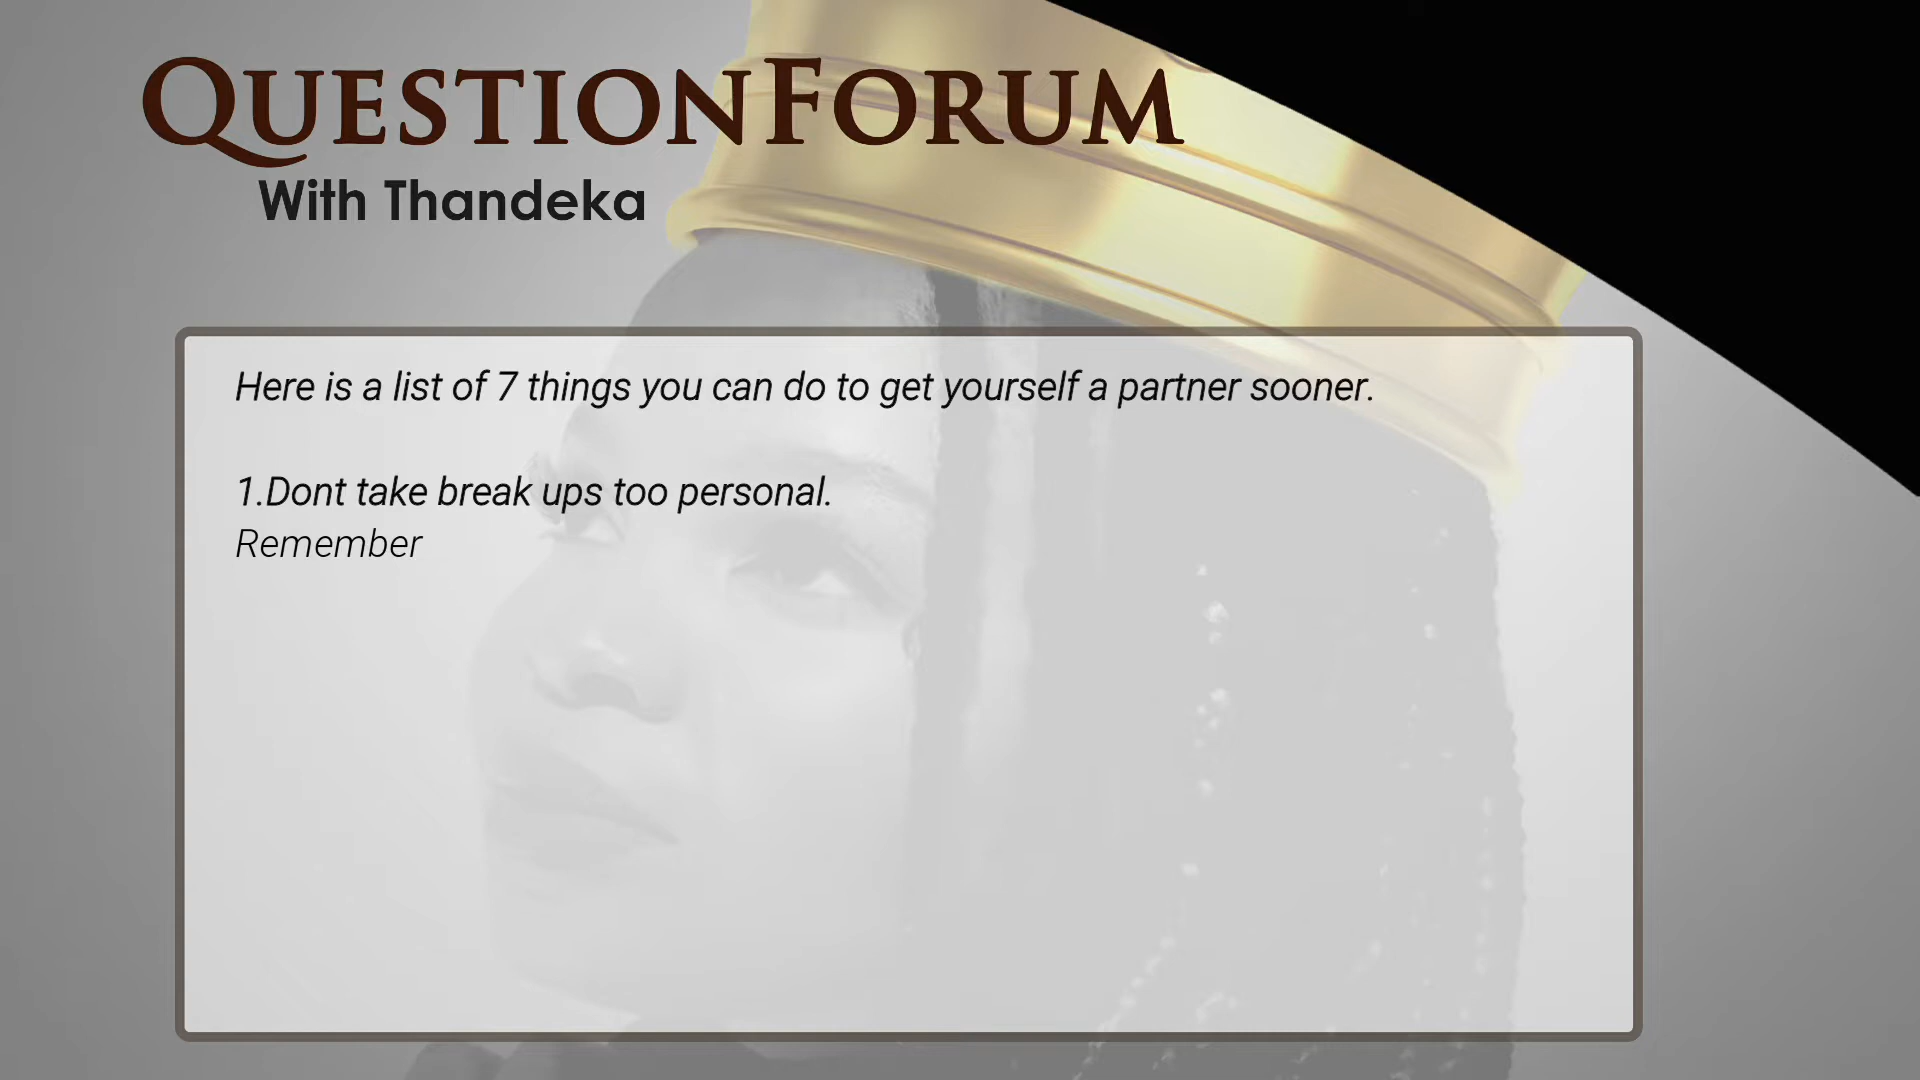 QUESTIONFORUM
With Thandeka
Here is a list of 7 things you can do to get yourself a partner sooner.
1.Dont take break ups too personal.
Remember